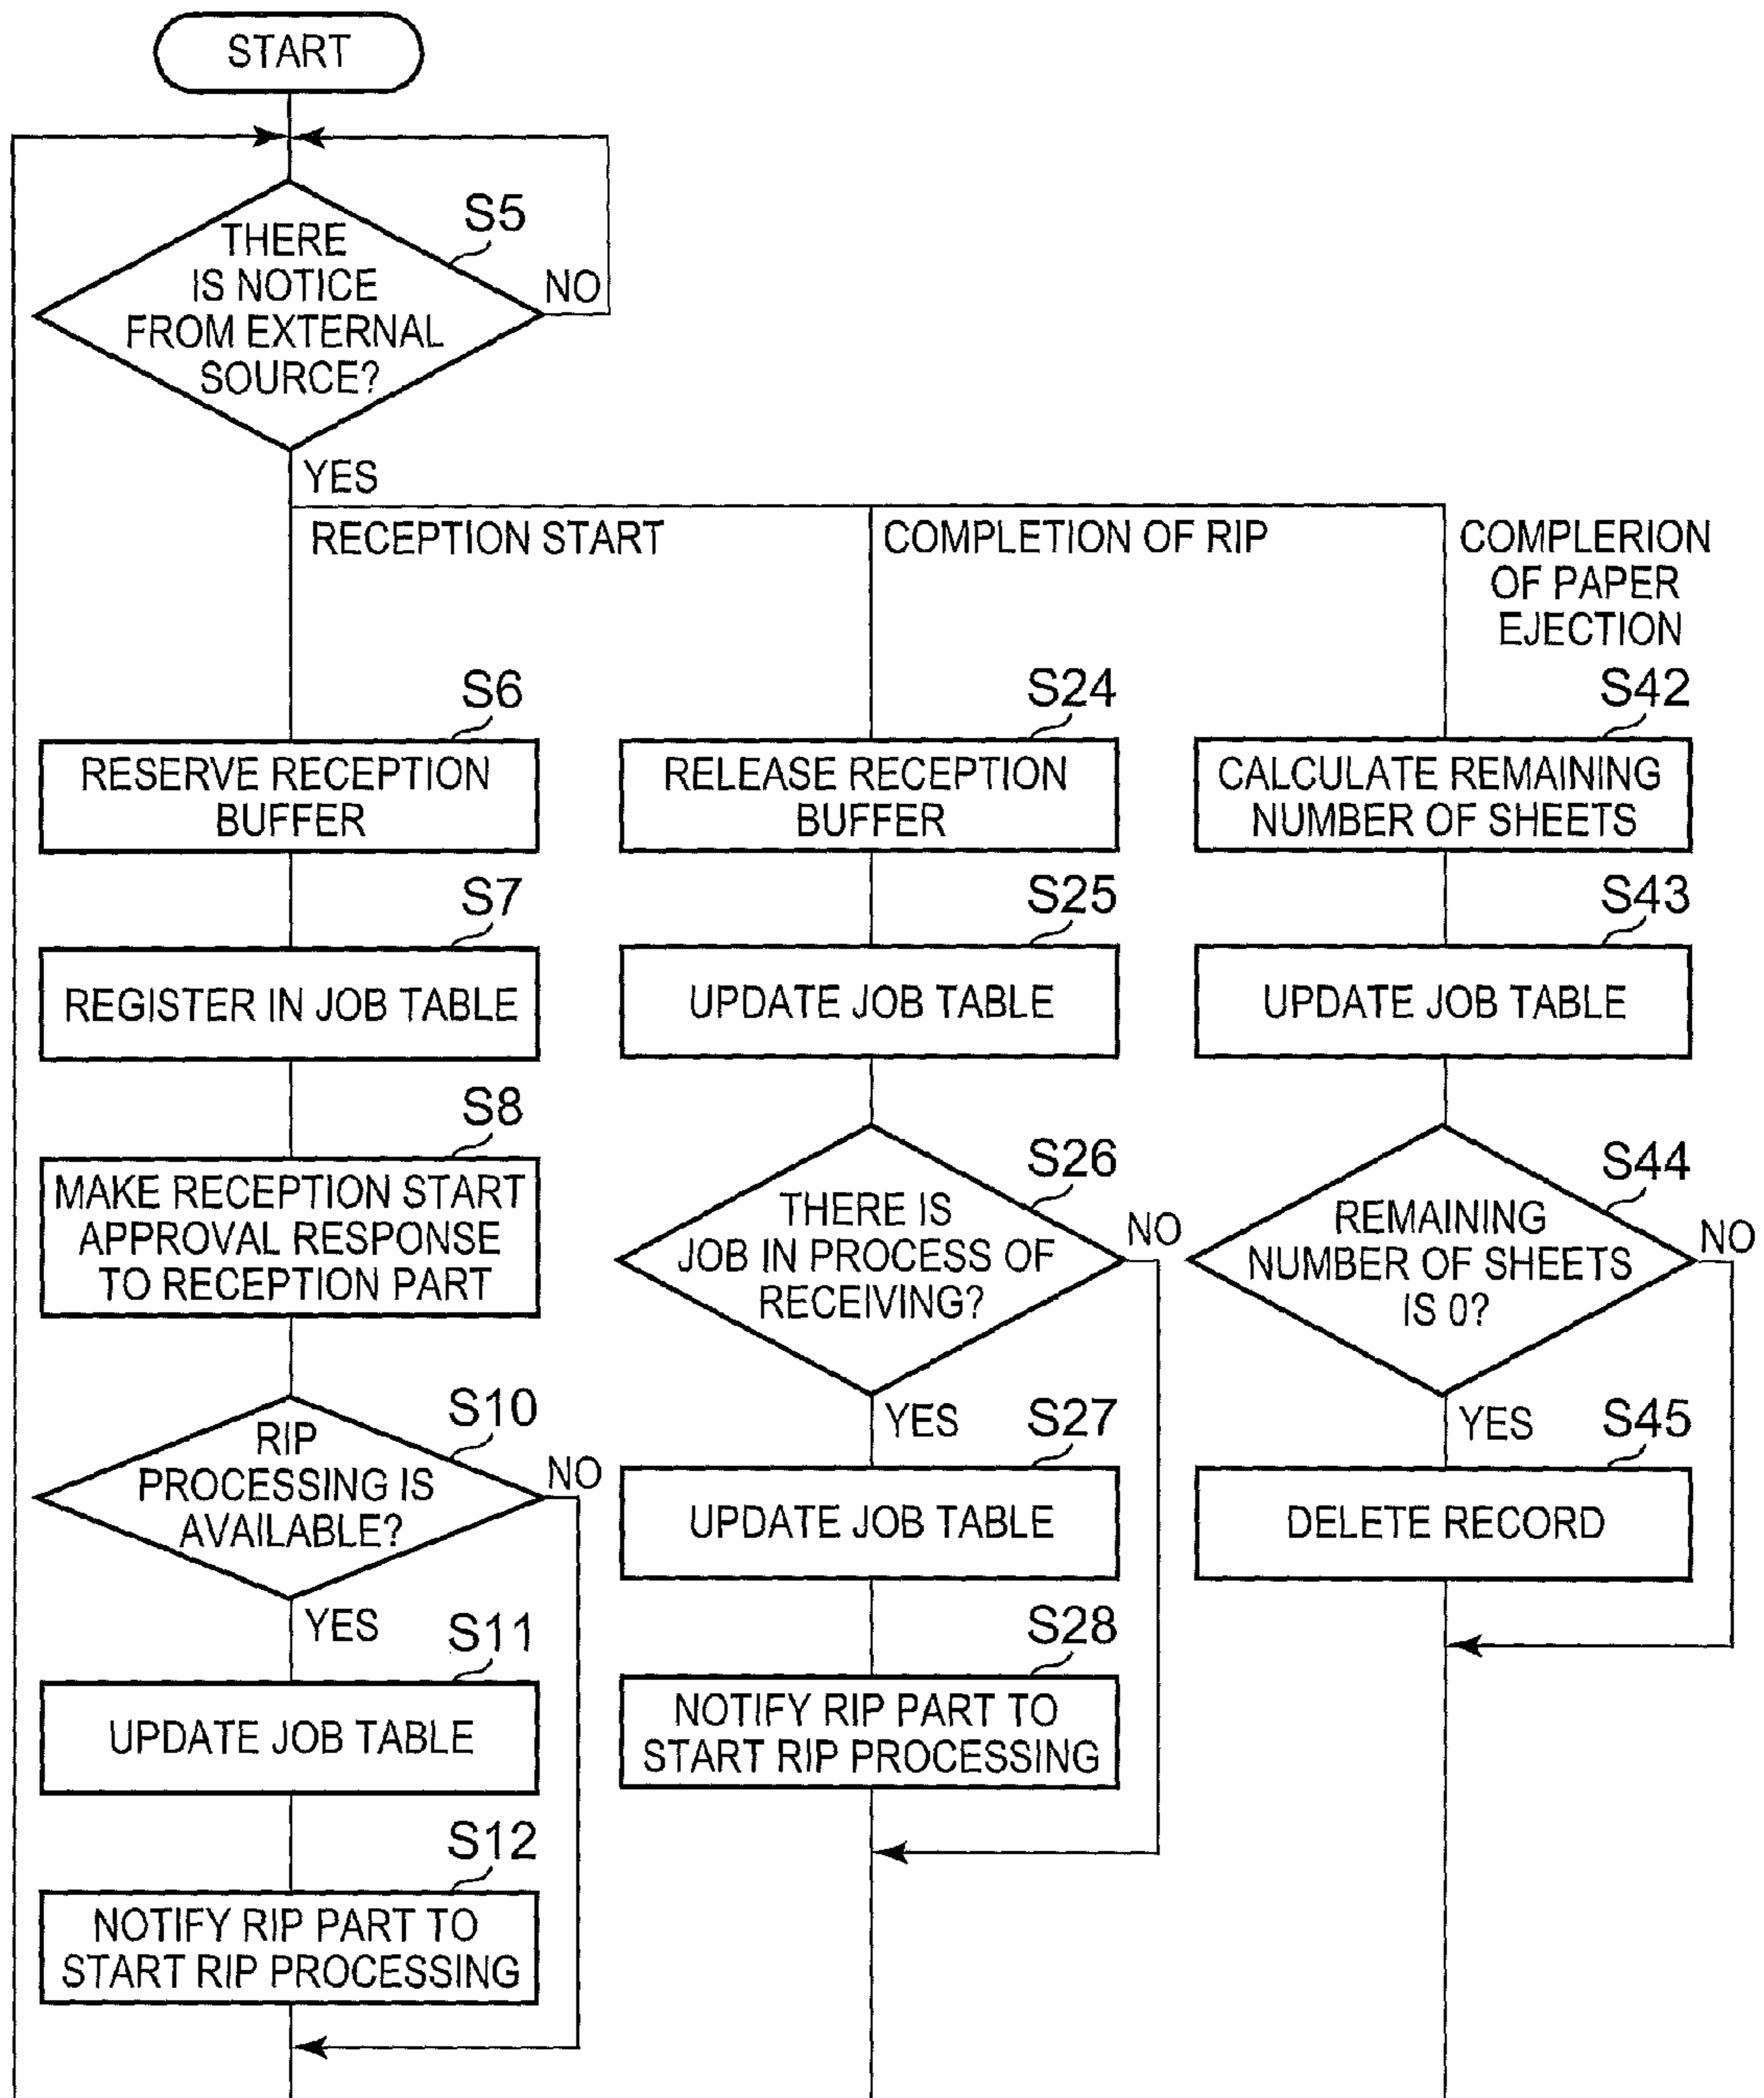 START
S5
THERE
IS NOTICE
FROM EXTERNAL
SOURCE?
NO
YES
RECEPTION START
COMPLETION OF RIP
COMPLERION
OF PAPER
EJECTION
S6
RESERVE RECEPTION
BUFFER
S7
REGISTER IN JOB TABLE
S8
MAKE RECEPTION START
APPROVAL RESPONSE
TO RECEPTION PART
S10
RIP
PROCESSING IS
AVAILABLE?
NO
YES
S11
UPDATE JOB TABLE
S12
NOTIFY RIP PART TO
START RIP PROCESSING
S24
RELEASE RECEPTION
BUFFER
S25
UPDATE JOB TABLE
S26
THERE IS
JOB IN PROCESS OF
RECEIVING?
NO
YES
S27
UPDATE JOB TABLE
S28
NOTIFY RIP PART TO
START RIP PROCESSING
S42
CALCULATE REMAINING
NUMBER OF SHEETS
S43
UPDATE JOB TABLE
S44
REMAINING
NUMBER OF SHEETS
IS 0?
NO
YES
S45
DELETE RECORD